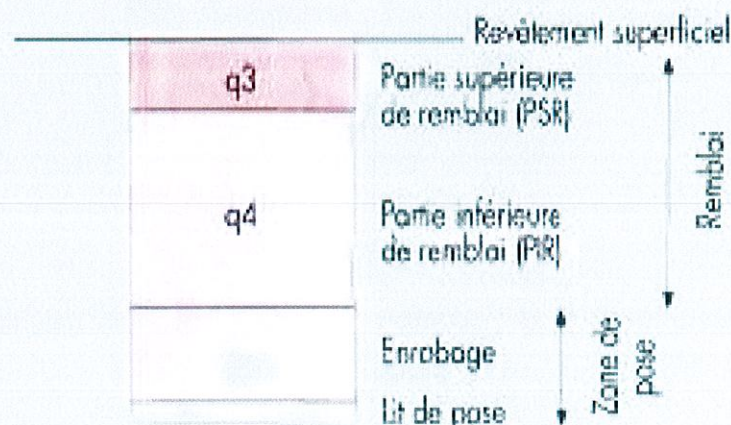 Revêtement superficiel
q3
Partie supérieure
de remblai (PSR)
q4
Partie inférieure
de remblai (PIR)
Remblai
Enrobage
Lit de pose
Zone de
pose